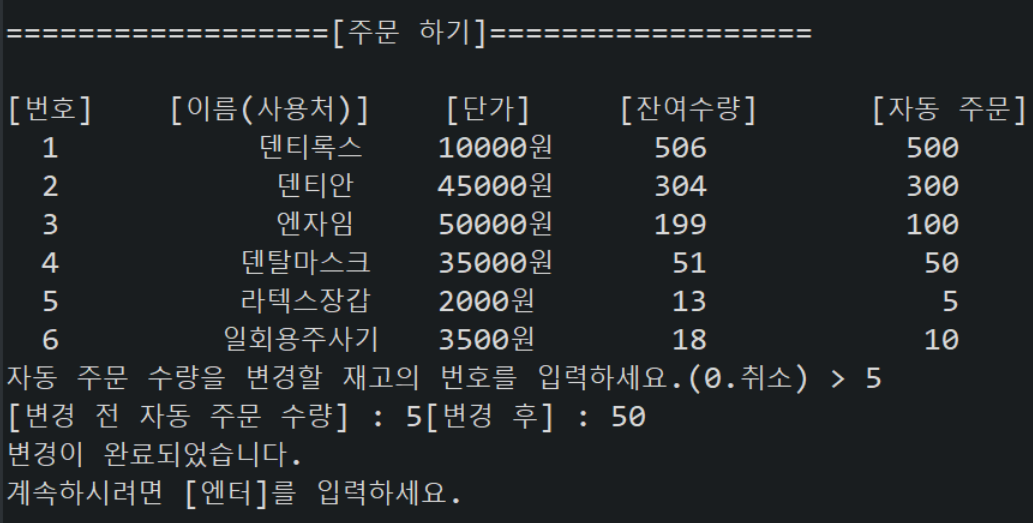 ==================[주문 하기]==================
[번호] [이름(사용처)] [단가] [잔여수량] [자동 주문]
1 덴티록스 10000원 506 500
2 덴티안 45000원 304 300
3 엔자임 50000원 199 100
4 덴탈마스크 35000원 51 50
5 라텍스장갑 2000원 13 5
6 일회용주사기 3500원 18 10
자동 주문 수량을 변경할 재고의 번호를 입력하세요.(0.취소) > 5
[변경 전 자동 주문 수량] : 5[변경 후] : 50
변경이 완료되었습니다.
계속하시려면 [엔터]를 입력하세요.